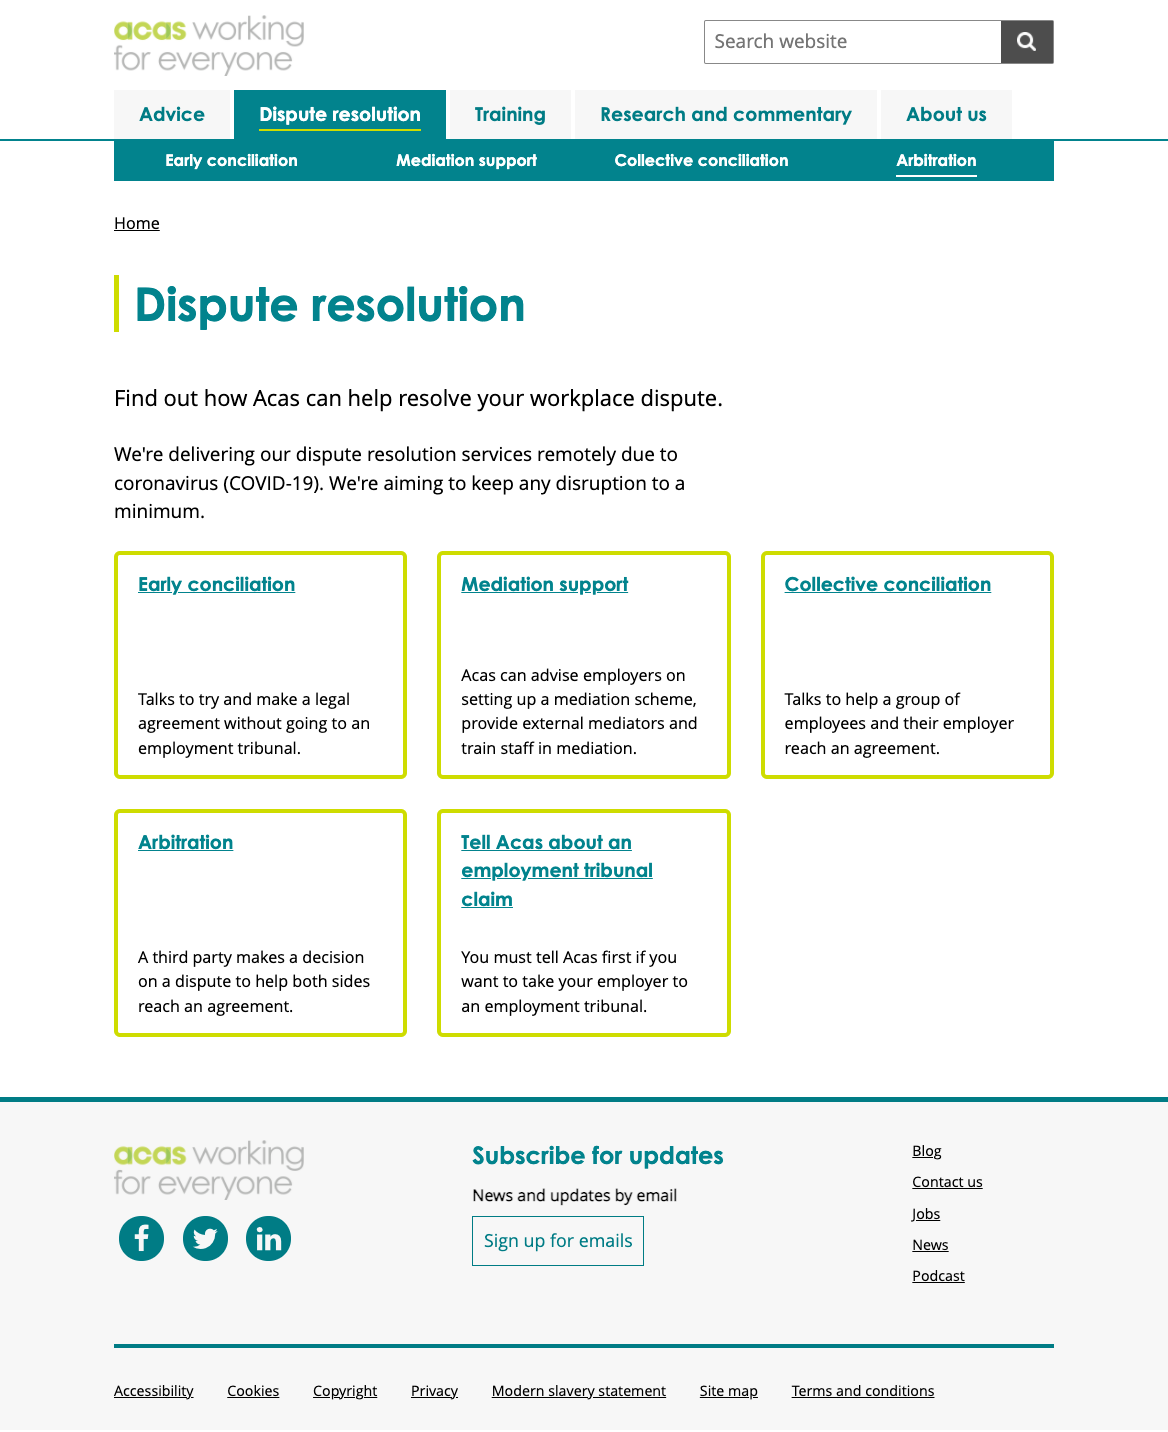 acas working
for everyone
Search website
Advice
Dispute resolution
Training
Research and commentary
About us
Early conciliation
Mediation support
Collective conciliation
Arbitration
Home
Dispute resolution
Find out how Acas can help resolve your workplace dispute.
We're delivering our dispute resolution services remotely due to
coronavirus (COVID-19). We're aiming to keep any disruption to a
minimum.
Early conciliation
Talks to try and make a legal
agreement without going to an
employment tribunal.
Mediation support
Acas can advise employers on
setting up a mediation scheme,
provide external mediators and
train staff in mediation.
Collective conciliation
Talks to help a group of
employees and their employer
reach an agreement.
Arbitration
A third party makes a decision
on a dispute to help both sides
reach an agreement.
Tell Acas about an
employment tribunal
claim
You must tell Acas first if you
want to take your employer to
an employment tribunal.
acas working
for everyone
Subscribe for updates
News and updates by email
Sign up for emails
Blog
Contact us
Jobs
News
Podcast
Accessibility
Cookies
Copyright
Privacy
Modern slavery statement
Site map
Terms and conditions